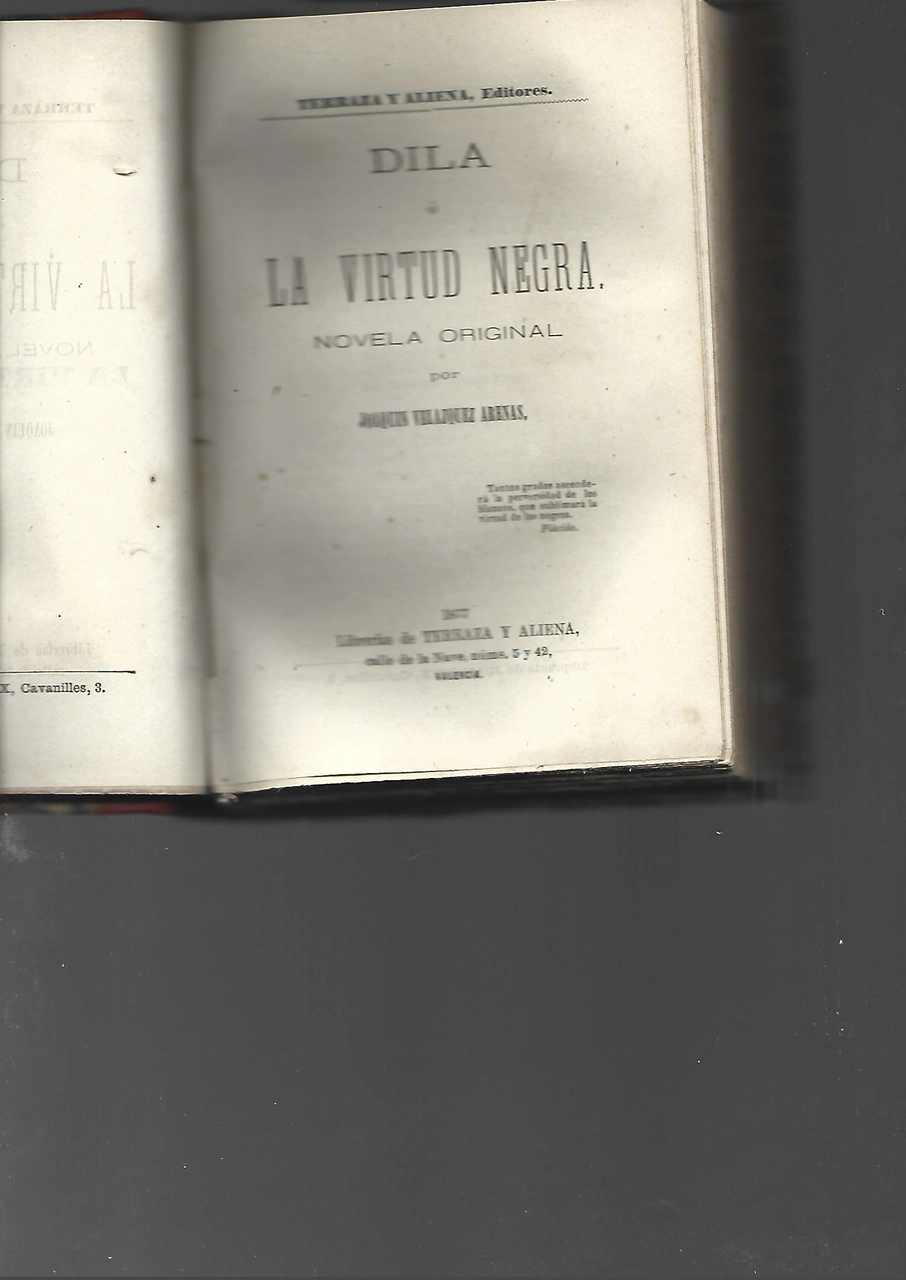 X, Cavanilles, 3.
TERRAZA Y ALIENA, Editores.
DILA
ó
LA VIRTUD NEGRA.
NOVELA ORIGINAL
por
JOAQUIN VELAZQUEZ ARENAS.
Tantos grados ascende-
rá la perversidad de los
blancos, que sublimará la
virtud de los negros.
Plácido.
1877
Librerías de TERRAZA Y ALIENA,
calle de la Nave, núms. 5 y 42,
VALENCIA.